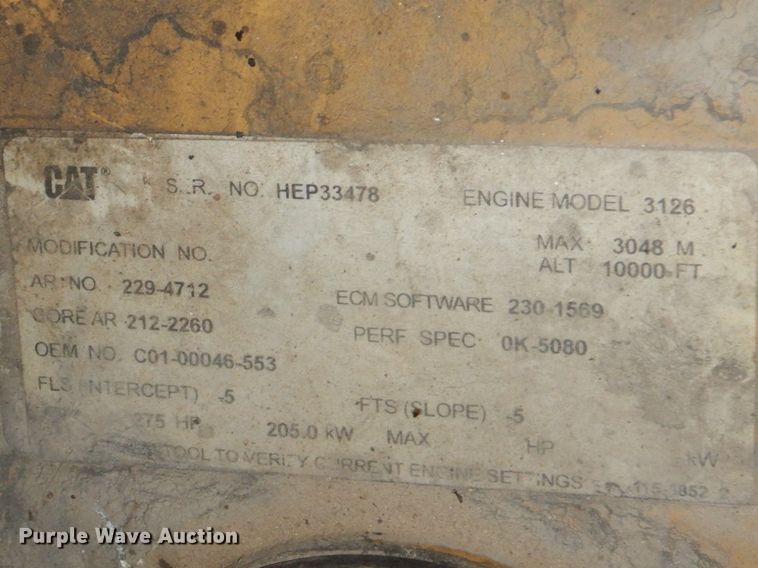 CAT® SER. NO. HEP33478 ENGINE MODEL 3126
MODIFICATION NO. MAX 3048 M
ALT 10000 FT
AR NO. 229-4712 ECM SOFTWARE 230-1569
CORE AR 212-2260 PERF SPEC 0K-5080
OEM NO. C01-00046-553
FLS (INTERCEPT) -5 FTS (SLOPE) -5
275 HP 205.0 kW MAX HP kW
TOOL TO VERIFY CURRENT ENGINE SETTINGS
Purple Wave Auction